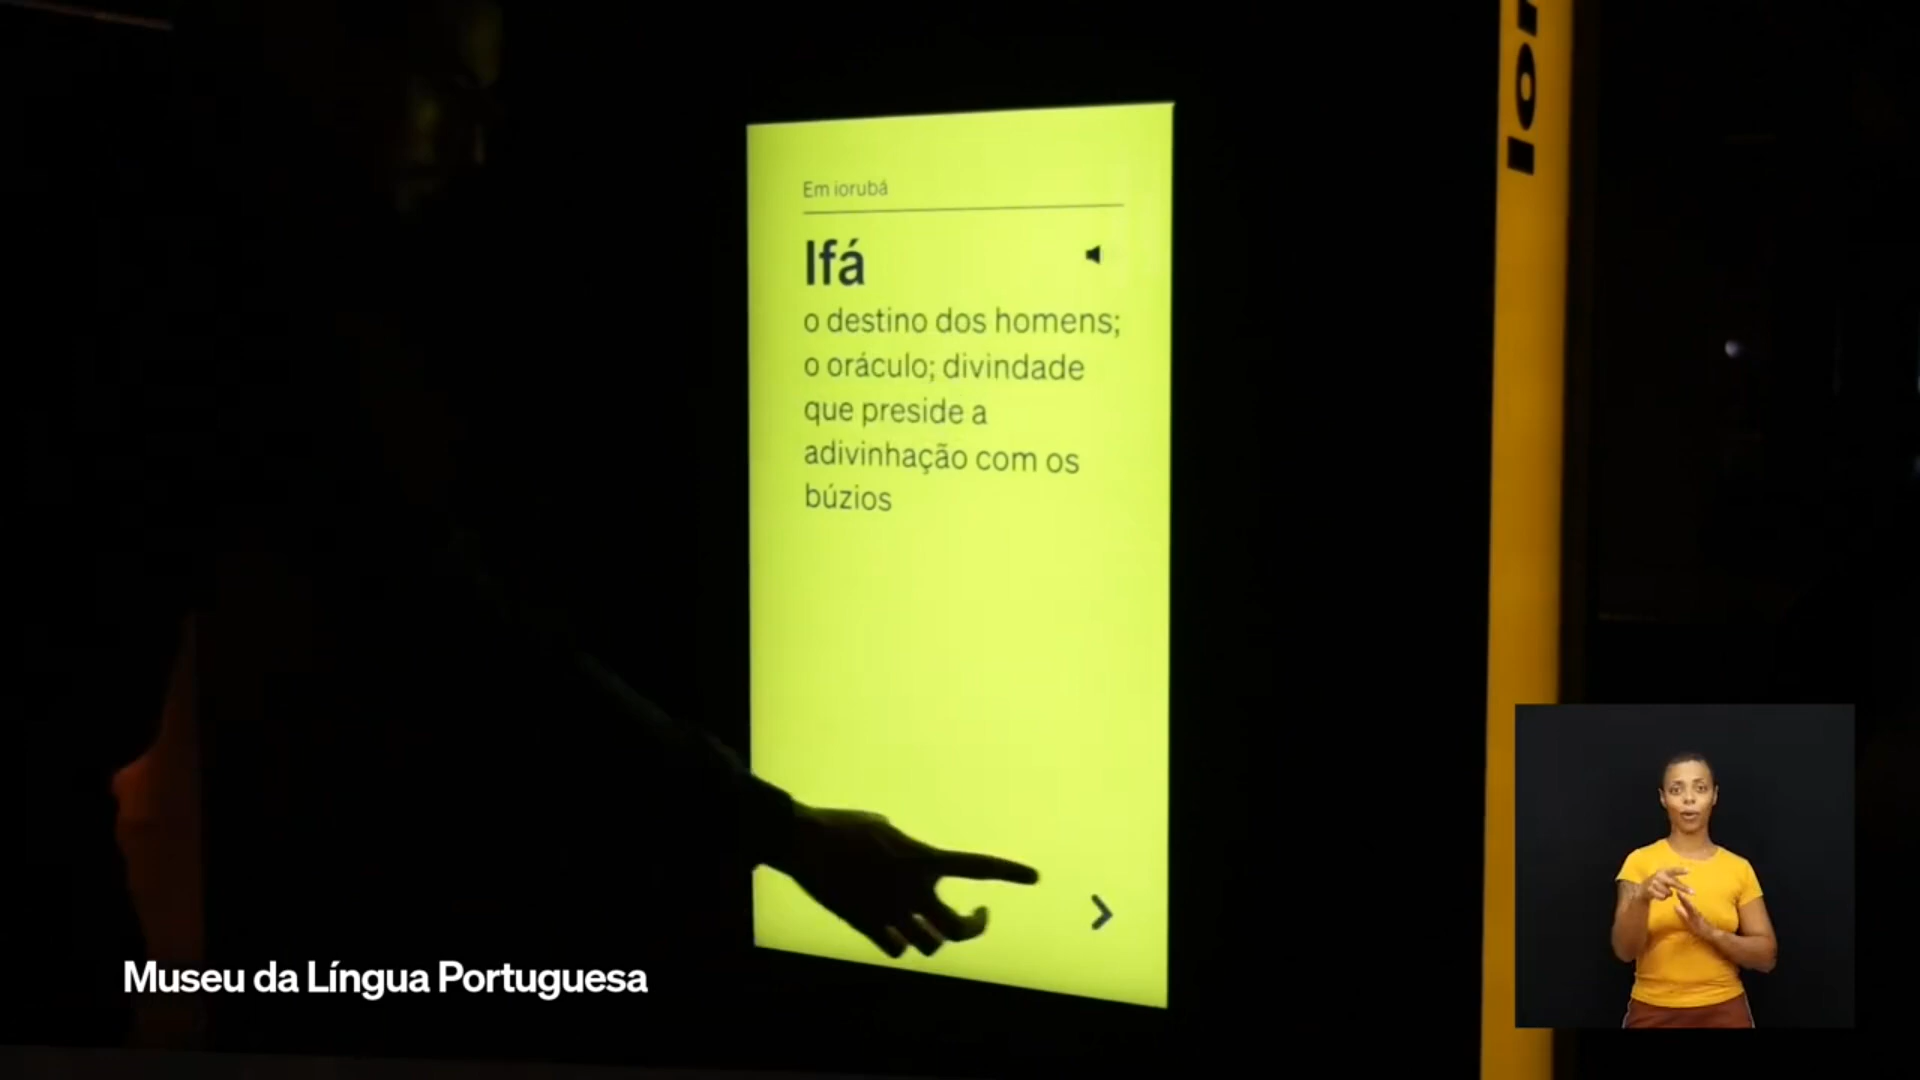 Em iorubá
Ifá
o destino dos homens;
o oráculo; divindade
que preside a
adivinhação com os
búzios
Museu da Língua Portuguesa